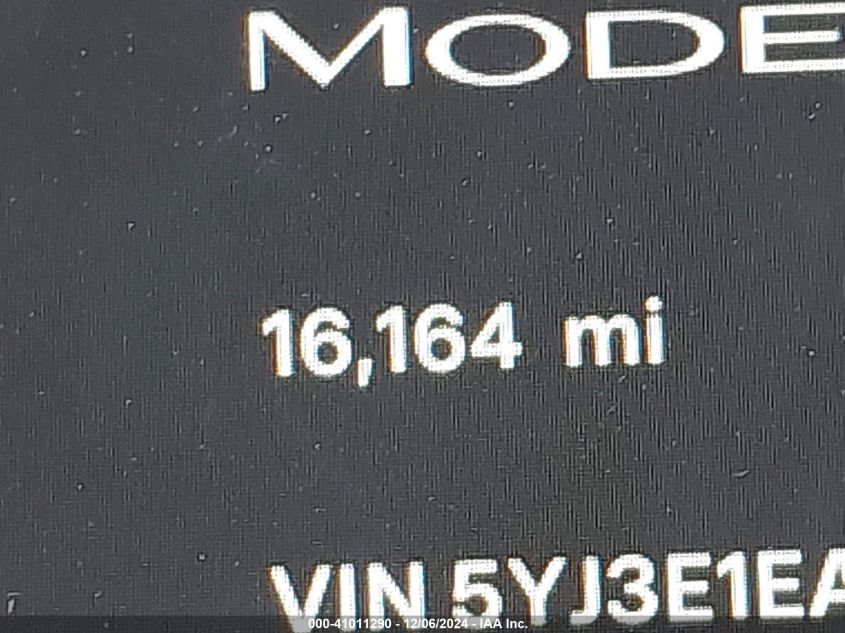 MODE
16,164 mi
VIN 5YJ3E1EA
000-41011290 - 12/06/2024 - IAA Inc.